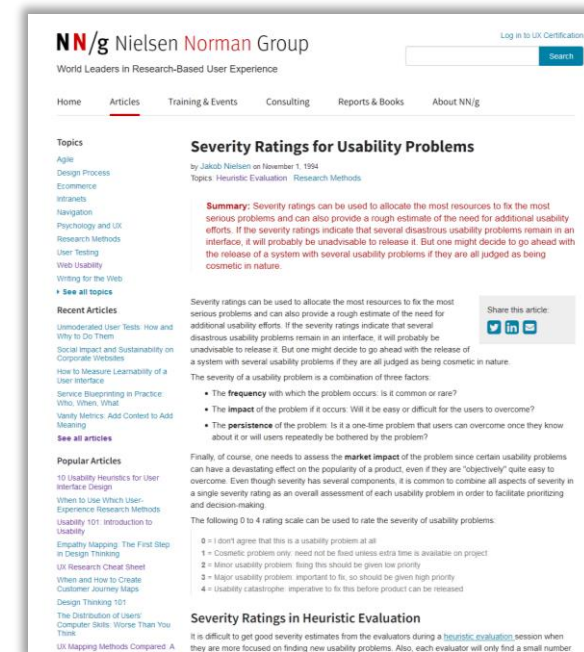 NN/g Nielsen Norman Group
World Leaders in Research-Based User Experience
Log in to UX Certification
Search
Home Articles Training & Events Consulting Reports & Books About NN/g
Topics
Agile
Design Process
Ecommerce
Intranets
Navigation
Psychology and UX
Research Methods
User Testing
Web Usability
Writing for the Web
See all topics
Recent Articles
Unmoderated User Tests: How and
Why to Do Them
Social Impact and Sustainability on
Corporate Websites
How to Measure Learnability of a
User Interface
Service Blueprinting in Practice:
Who, When, What
Vanity Metrics: Add Context to Add
Meaning
See all articles
Popular Articles
10 Usability Heuristics for User
Interface Design
When to Use Which User-
Experience Research Methods
Usability 101: Introduction to
Usability
Empathy Mapping: The First Step
in Design Thinking
UX Research Cheat Sheet
When and How to Create
Customer Journey Maps
Design Thinking 101
The Distribution of Users'
Computer Skills: Worse Than You
Think
UX Mapping Methods Compared: A
Severity Ratings for Usability Problems
by Jakob Nielsen on November 1, 1994
Topics: Heuristic Evaluation Research Methods
Summary: Severity ratings can be used to allocate the most resources to fix the most
serious problems and can also provide a rough estimate of the need for additional usability
efforts. If the severity ratings indicate that several disastrous usability problems remain in an
interface, it will probably be unadvisable to release it. But one might decide to go ahead with
the release of a system with several usability problems if they are all judged as being
cosmetic in nature.
Severity ratings can be used to allocate the most resources to fix the most
serious problems and can also provide a rough estimate of the need for
additional usability efforts. If the severity ratings indicate that several
disastrous usability problems remain in an interface, it will probably be
unadvisable to release it. But one might decide to go ahead with the release of
a system with several usability problems if they are all judged as being cosmetic in nature.
Share this article:
The severity of a usability problem is a combination of three factors:
• The frequency with which the problem occurs: Is it common or rare?
• The impact of the problem if it occurs: Will it be easy or difficult for the users to overcome?
• The persistence of the problem: Is it a one-time problem that users can overcome once they know
about it or will users repeatedly be bothered by the problem?
Finally, of course, one needs to assess the market impact of the problem since certain usability problems
can have a devastating effect on the popularity of a product, even if they are "objectively" quite easy to
overcome. Even though severity has several components, it is common to combine all aspects of severity in
a single severity rating as an overall assessment of each usability problem in order to facilitate prioritizing
and decision-making.
The following 0 to 4 rating scale can be used to rate the severity of usability problems:
0 = I don't agree that this is a usability problem at all
1 = Cosmetic problem only: need not be fixed unless extra time is available on project
2 = Minor usability problem: fixing this should be given low priority
3 = Major usability problem: important to fix, so should be given high priority
4 = Usability catastrophe: imperative to fix this before product can be released
Severity Ratings in Heuristic Evaluation
It is difficult to get good severity estimates from the evaluators during a heuristic evaluation session when
they are more focused on finding new usability problems. Also, each evaluator will only find a small number